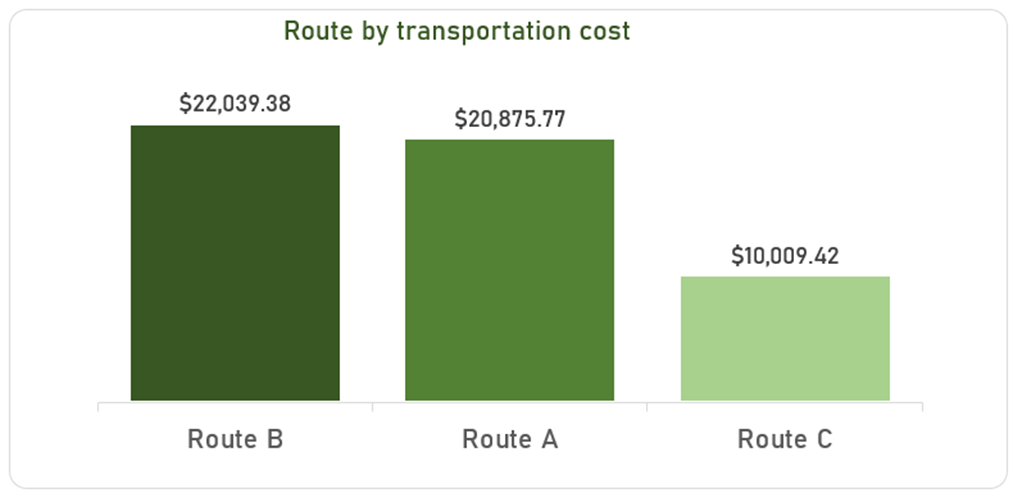 Route by transportation cost
$22,039.38
$20,875.77
$10,009.42
Route B
Route A
Route C